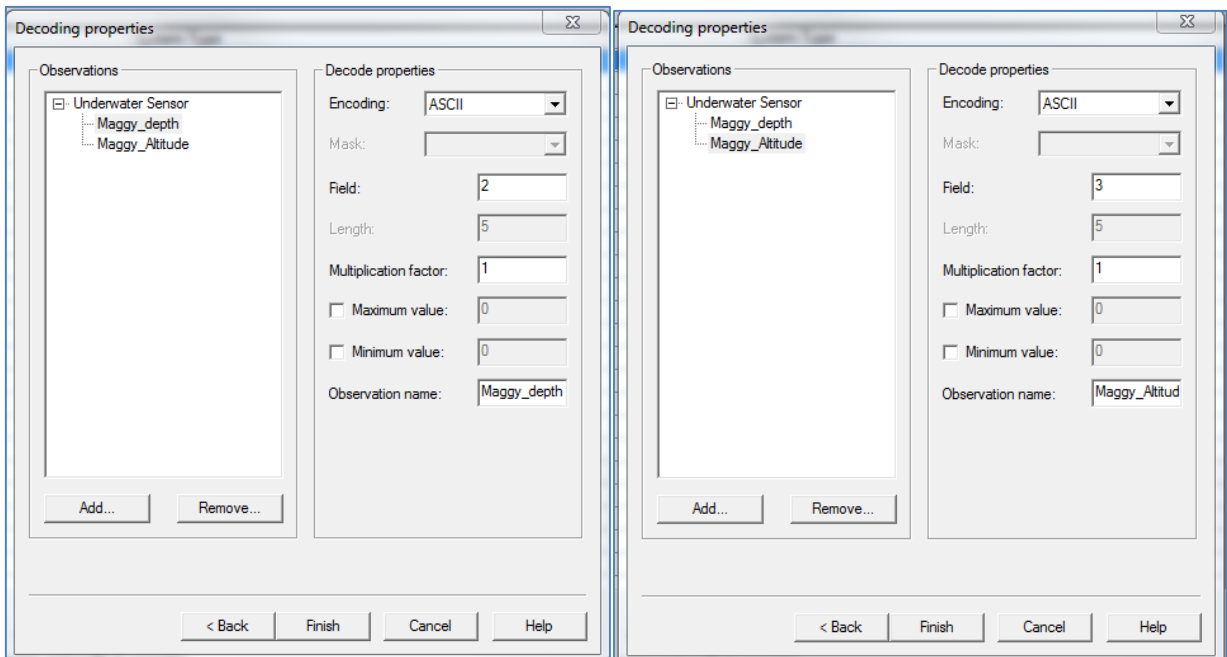 Decoding properties
Observations
Underwater Sensor
Maggy_depth
Maggy_Altitude
Add...
Remove...
Decode properties
Encoding: ASCII
Mask:
Field: 2
Length: 5
Multiplication factor: 1
Maximum value: 0
Minimum value: 0
Observation name: Maggy_depth
< Back
Finish
Cancel
Help
Decoding properties
Observations
Underwater Sensor
Maggy_depth
Maggy_Altitude
Add...
Remove...
Decode properties
Encoding: ASCII
Mask:
Field: 3
Length: 5
Multiplication factor: 1
Maximum value: 0
Minimum value: 0
Observation name: Maggy_Altitud
< Back
Finish
Cancel
Help